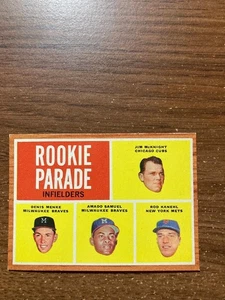 ROOKIE
PARADE
INFIELDERS
JIM McKNIGHT
CHICAGO CUBS
DENIS MENKE
MILWAUKEE BRAVES
AMADO SAMUEL
MILWAUKEE BRAVES
ROD KANEHL
NEW YORK METS